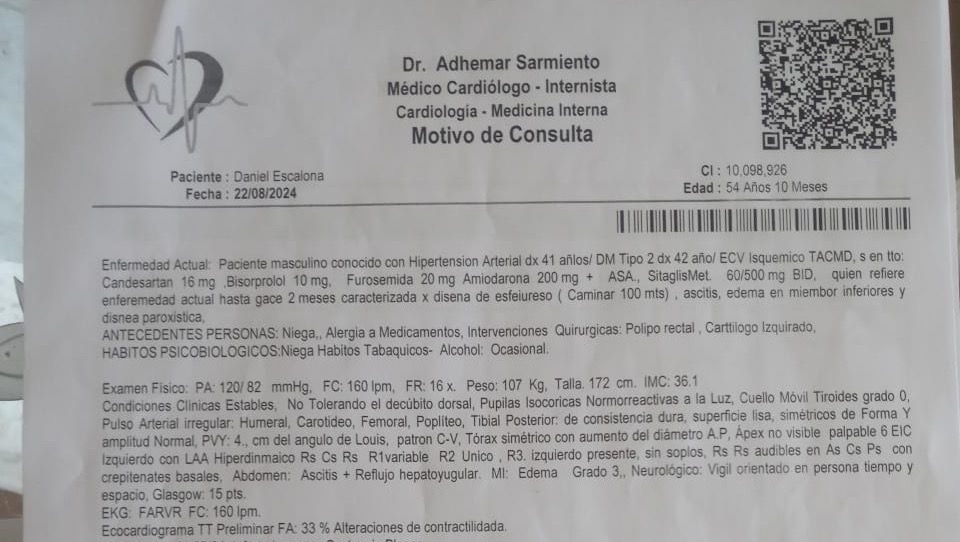 Dr. Adhemar Sarmiento
Médico Cardiólogo - Internista
Cardiología - Medicina Interna
Motivo de Consulta
Paciente : Daniel Escalona
Fecha : 22/08/2024
CI : 10,098,926
Edad : 54 Años 10 Meses
Enfermedad Actual: Paciente masculino conocido con Hipertension Arterial dx 41 añlos/ DM Tipo 2 dx 42 año/ ECV Isquemico TACMD, s en tto:
Candesartan 16 mg ,Bisorprolol 10 mg, Furosemida 20 mg Amiodarona 200 mg + ASA., SitaglisMet. 60/500 mg BID, quien refiere
enferemedad actual hasta gace 2 meses caracterizada x disena de esfeiureso ( Caminar 100 mts) , ascitis, edema en miembor inferiores y
disnea paroxistica,
ANTECEDENTES PERSONAS: Niega,, Alergia a Medicamentos, Intervenciones Quirurgicas: Polipo rectal , Carttilogo Izquirado,
HABITOS PSICOBIOLOGICOS:Niega Habitos Tabaquicos- Alcohol: Ocasional.
Examen Fisico: PA: 120/ 82 mmHg, FC: 160 lpm, FR: 16 x. Peso: 107 Kg, Talla. 172 cm. IMC: 36.1
Condiciones Clinicas Estables, No Tolerando el decúbito dorsal, Pupilas Isocoricas Normorreactivas a la Luz, Cuello Móvil Tiroides grado 0,
Pulso Arterial irregular: Humeral, Carotideo, Femoral, Poplíteo, Tibial Posterior: de consistencia dura, superficie lisa, simétricos de Forma Y
amplitud Normal, PVY: 4., cm del angulo de Louis, patron C-V, Tórax simétrico con aumento del diámetro A.P, Ápex no visible palpable 6 EIC
Izquierdo con LAA Hiperdinmaico Rs Cs Rs R1variable R2 Unico , R3. izquierdo presente, sin soplos, Rs Rs audibles en As Cs Ps con
crepitenates basales, Abdomen: Ascitis + Reflujo hepatoyugular. MI: Edema Grado 3,, Neurológico: Vigil orientado en persona tiempo y
espacio, Glasgow: 15 pts.
EKG: FARVR FC: 160 lpm.
Ecocardiograma TT Preliminar FA: 33 % Alteraciones de contractilidada.